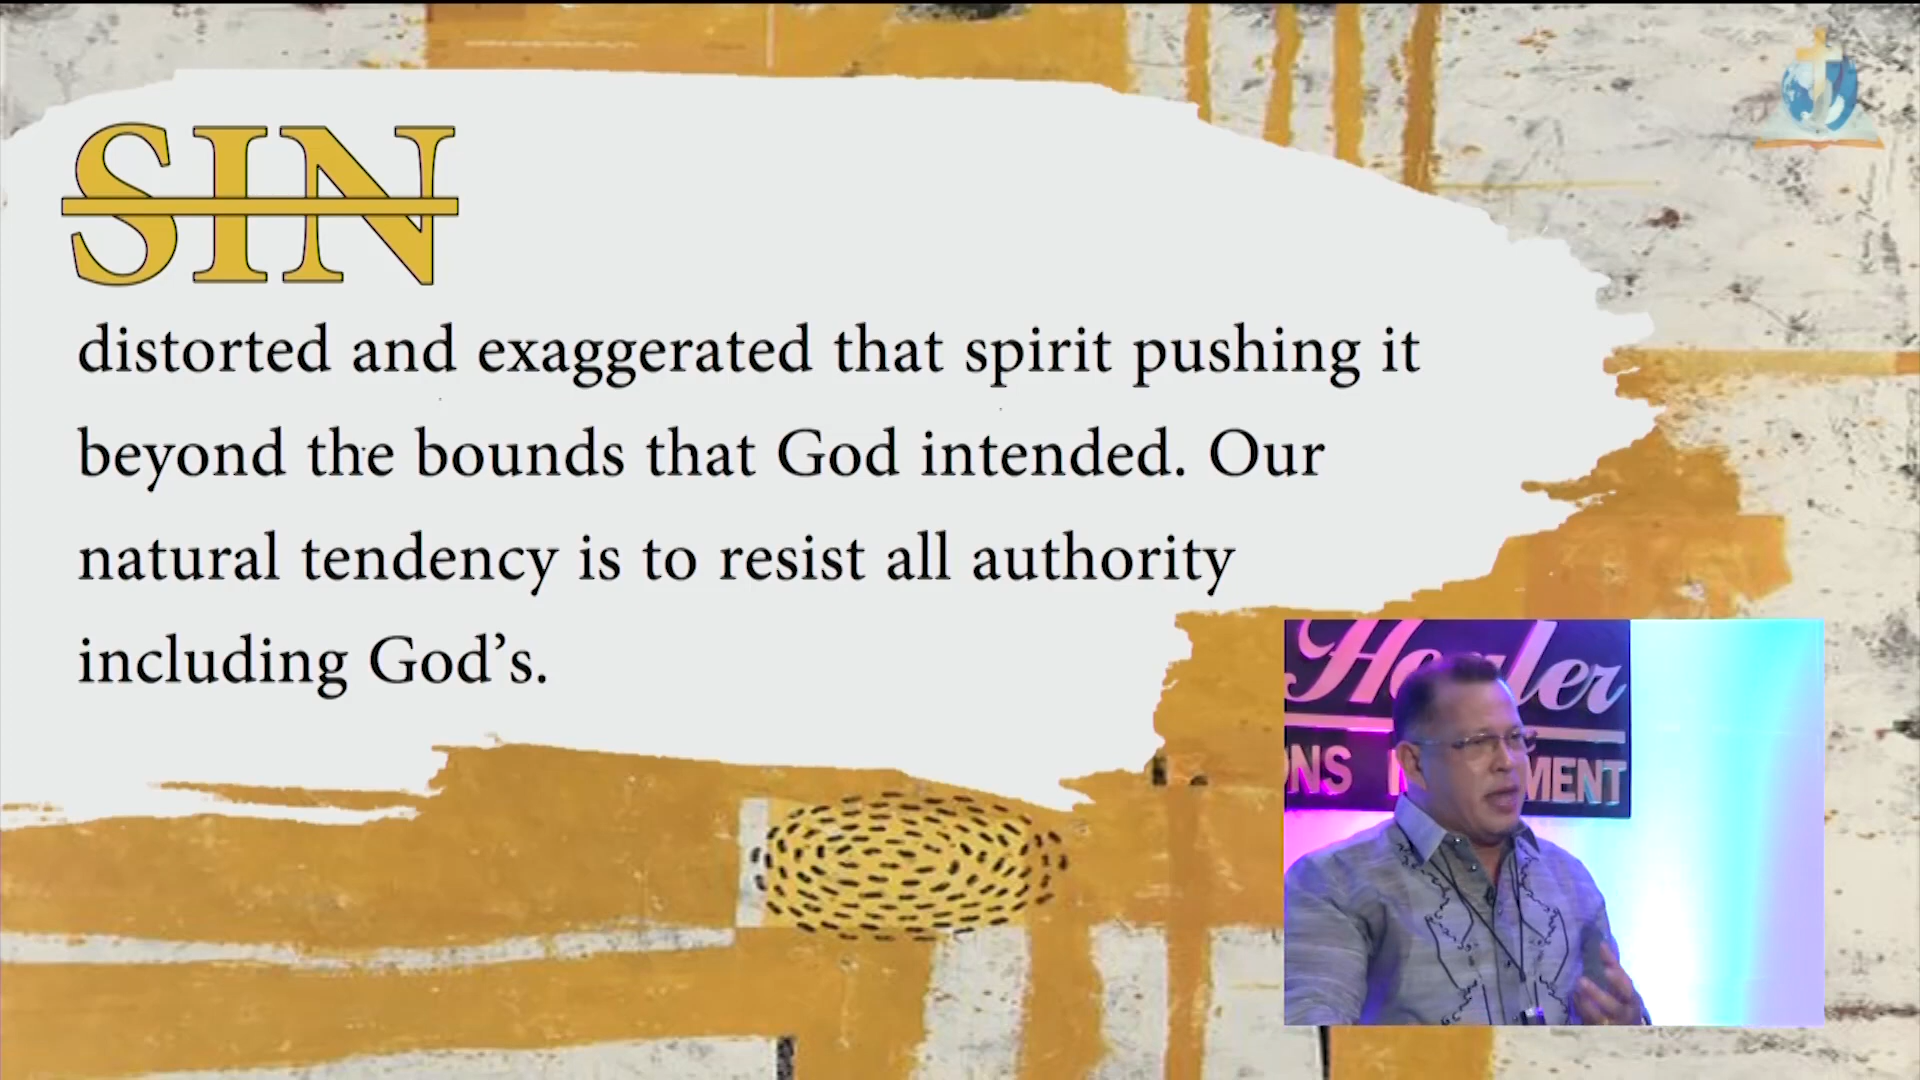 SIN
distorted and exaggerated that spirit pushing it
beyond the bounds that God intended. Our
natural tendency is to resist all authority
including God’s.
Healer